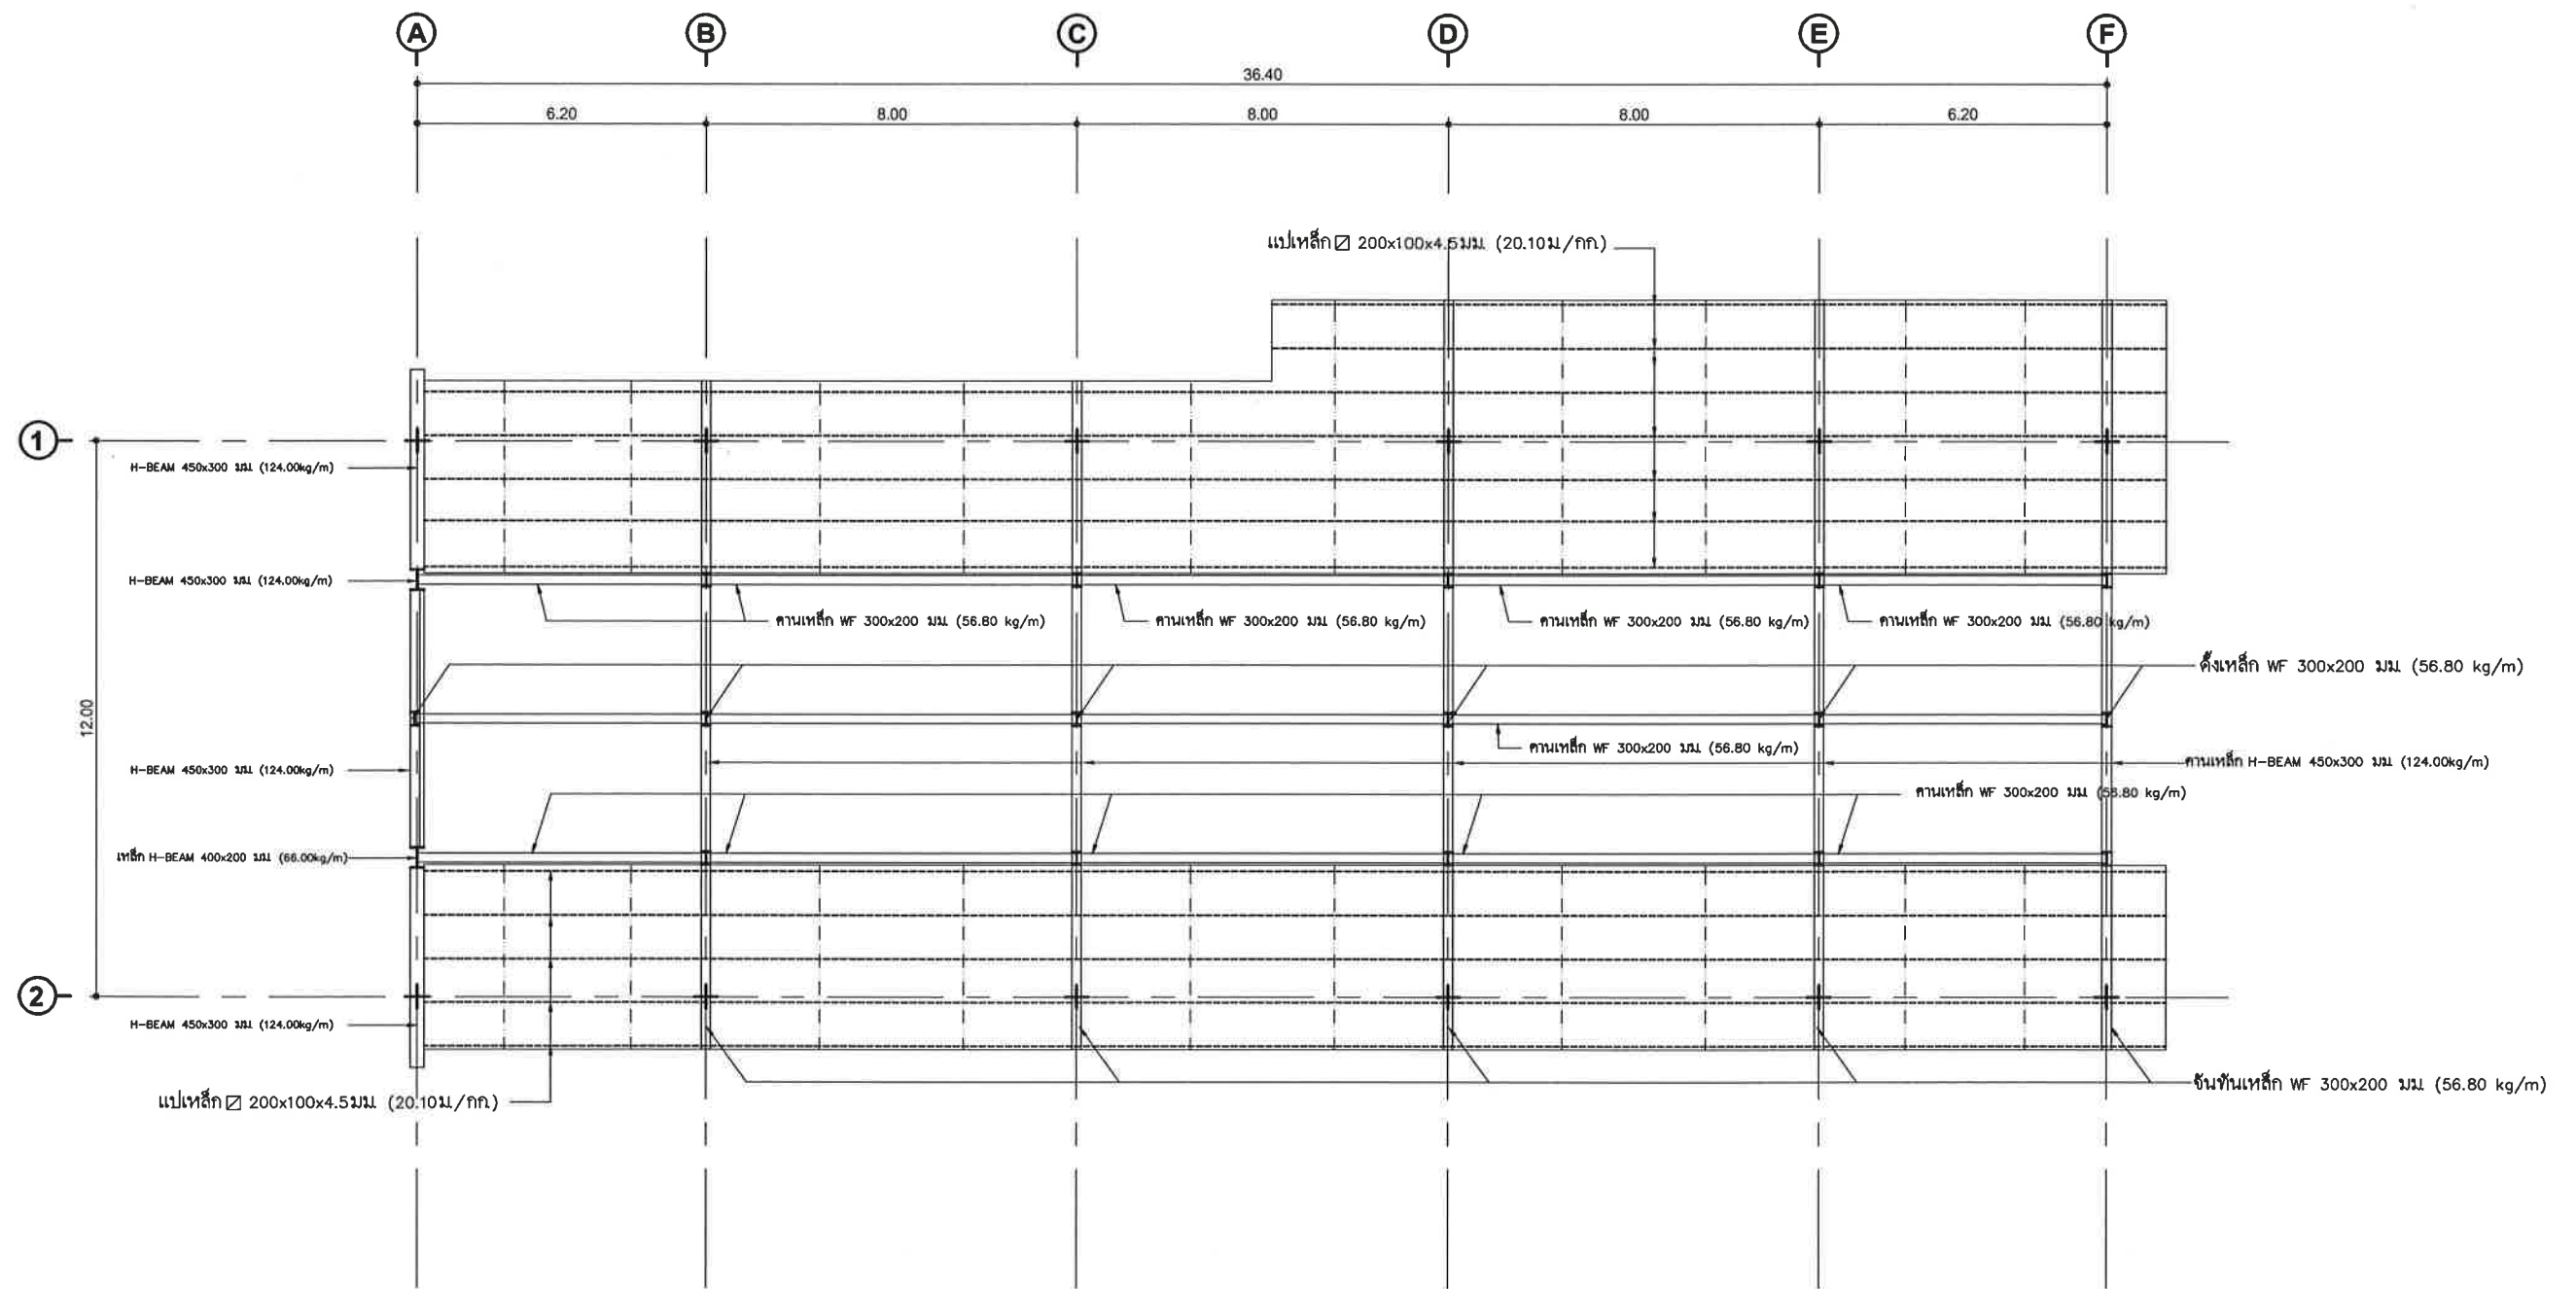 A B C D E F
36.40
6.20 8.00 8.00 8.00 6.20
แปเหล็ก 200x100x4.5มม. (20.10ม./กก.)
1
H-BEAM 450x300 มม. (124.00kg/m)
H-BEAM 450x300 มม. (124.00kg/m)
คานเหล็ก WF 300x200 มม. (56.80 kg/m) คานเหล็ก WF 300x200 มม. (56.80 kg/m) คานเหล็ก WF 300x200 มม. (56.80 kg/m) คานเหล็ก WF 300x200 มม. (56.80 kg/m)
ดั้งเหล็ก WF 300x200 มม. (56.80 kg/m)
12.00
คานเหล็ก WF 300x200 มม. (56.80 kg/m)
H-BEAM 450x300 มม. (124.00kg/m) คานเหล็ก H-BEAM 450x300 มม. (124.00kg/m)
คานเหล็ก WF 300x200 มม. (56.80 kg/m)
เหล็ก H-BEAM 400x200 มม. (66.00kg/m)
2
H-BEAM 450x300 มม. (124.00kg/m)
จันทันเหล็ก WF 300x200 มม. (56.80 kg/m)
แปเหล็ก 200x100x4.5มม. (20.10ม./กก.)